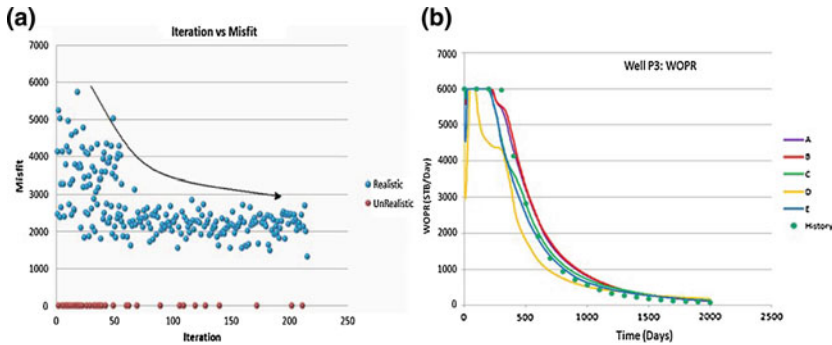 (a)
Iteration vs Misfit
Misfit
7000
6000
5000
4000
3000
2000
1000
0
0
50
100
150
200
250
Iteration
Realistic
UnRealistic
(b)
Well P3: WOPR
WOPR (STB/Day)
7000
6000
5000
4000
3000
2000
1000
0
0
500
1000
1500
2000
2500
Time (Days)
A
B
C
D
E
History